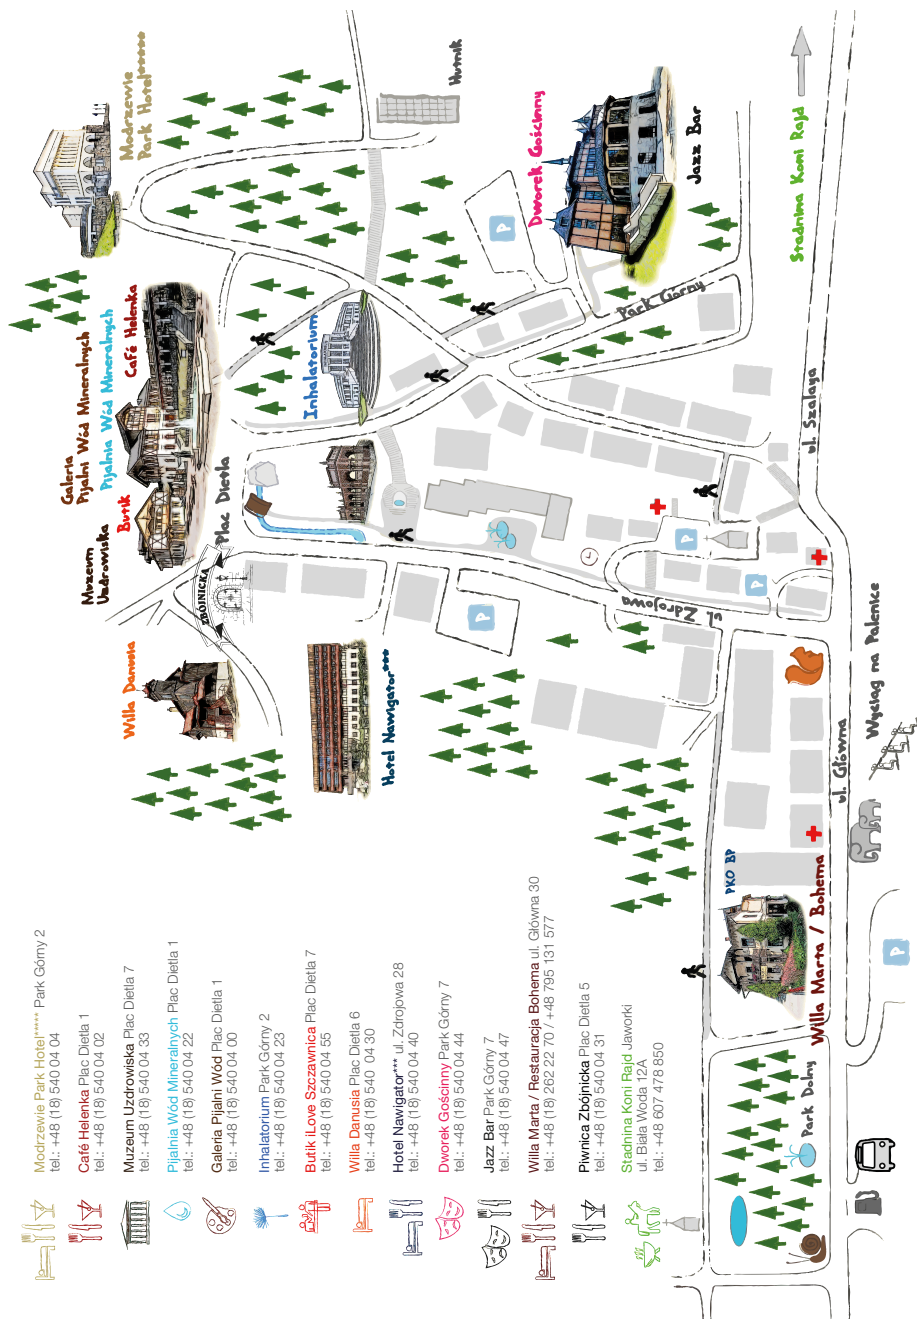 Modrzewie Park Hotel***** Park Górny 2
tel.: +48 (18) 540 04 04
Café Helenka Plac Dietla 1
tel.: +48 (18) 540 04 02
Muzeum Uzdrowiska Plac Dietla 7
tel.: +48 (18) 540 04 33
Pijalnia Wód Mineralnych Plac Dietla 1
tel.: +48 (18) 540 04 22
Galeria Pijalni Wód Plac Dietla 1
tel.: +48 (18) 540 04 00
Inhalatorium Park Górny 2
tel.: +48 (18) 540 04 23
Butik iLove Szczawnica Plac Dietla 7
tel.: +48 (18) 540 04 55
Willa Danusia Plac Dietla 6
tel.: +48 (18) 540 04 30
Hotel Nawigator*** ul. Zdrojowa 28
tel.: +48 (18) 540 04 40
Dworek Gościnny Park Górny 7
tel.: +48 (18) 540 04 44
Jazz Bar Park Górny 7
tel.: +48 (18) 540 04 47
Willa Marta / Restauracja Bohema ul. Główna 30
tel.: +48 (18) 262 22 70 / +48 795 131 577
Piwnica Zbójnicka Plac Dietla 5
tel.: +48 (18) 540 04 31
Stadnina Koni Rajd Jaworki
ul. Biała Woda 12A
tel.: +48 607 478 850
Modrzewie
Park Hotel*****
Galeria
Pijalni Wód Mineralnych
Pijalnia Wód Mineralnych
Café Helenka
Butik
Muzeum
Uzdrowiska
Plac Dietla
ZBÓJNICKA
Willa Danusia
Hotel Nawigator***
Inhalatorium
Hutnik
Dworek Gościnny
Jazz Bar
Park Górny
Stadnina Koni Rajd
ul. Szalaya
ul. Zdrojowa
P
P
P
P
P
ul. Główna
Wyciąg na Palenicę
PKO BP
Willa Marta / Bohema
Park Dolny